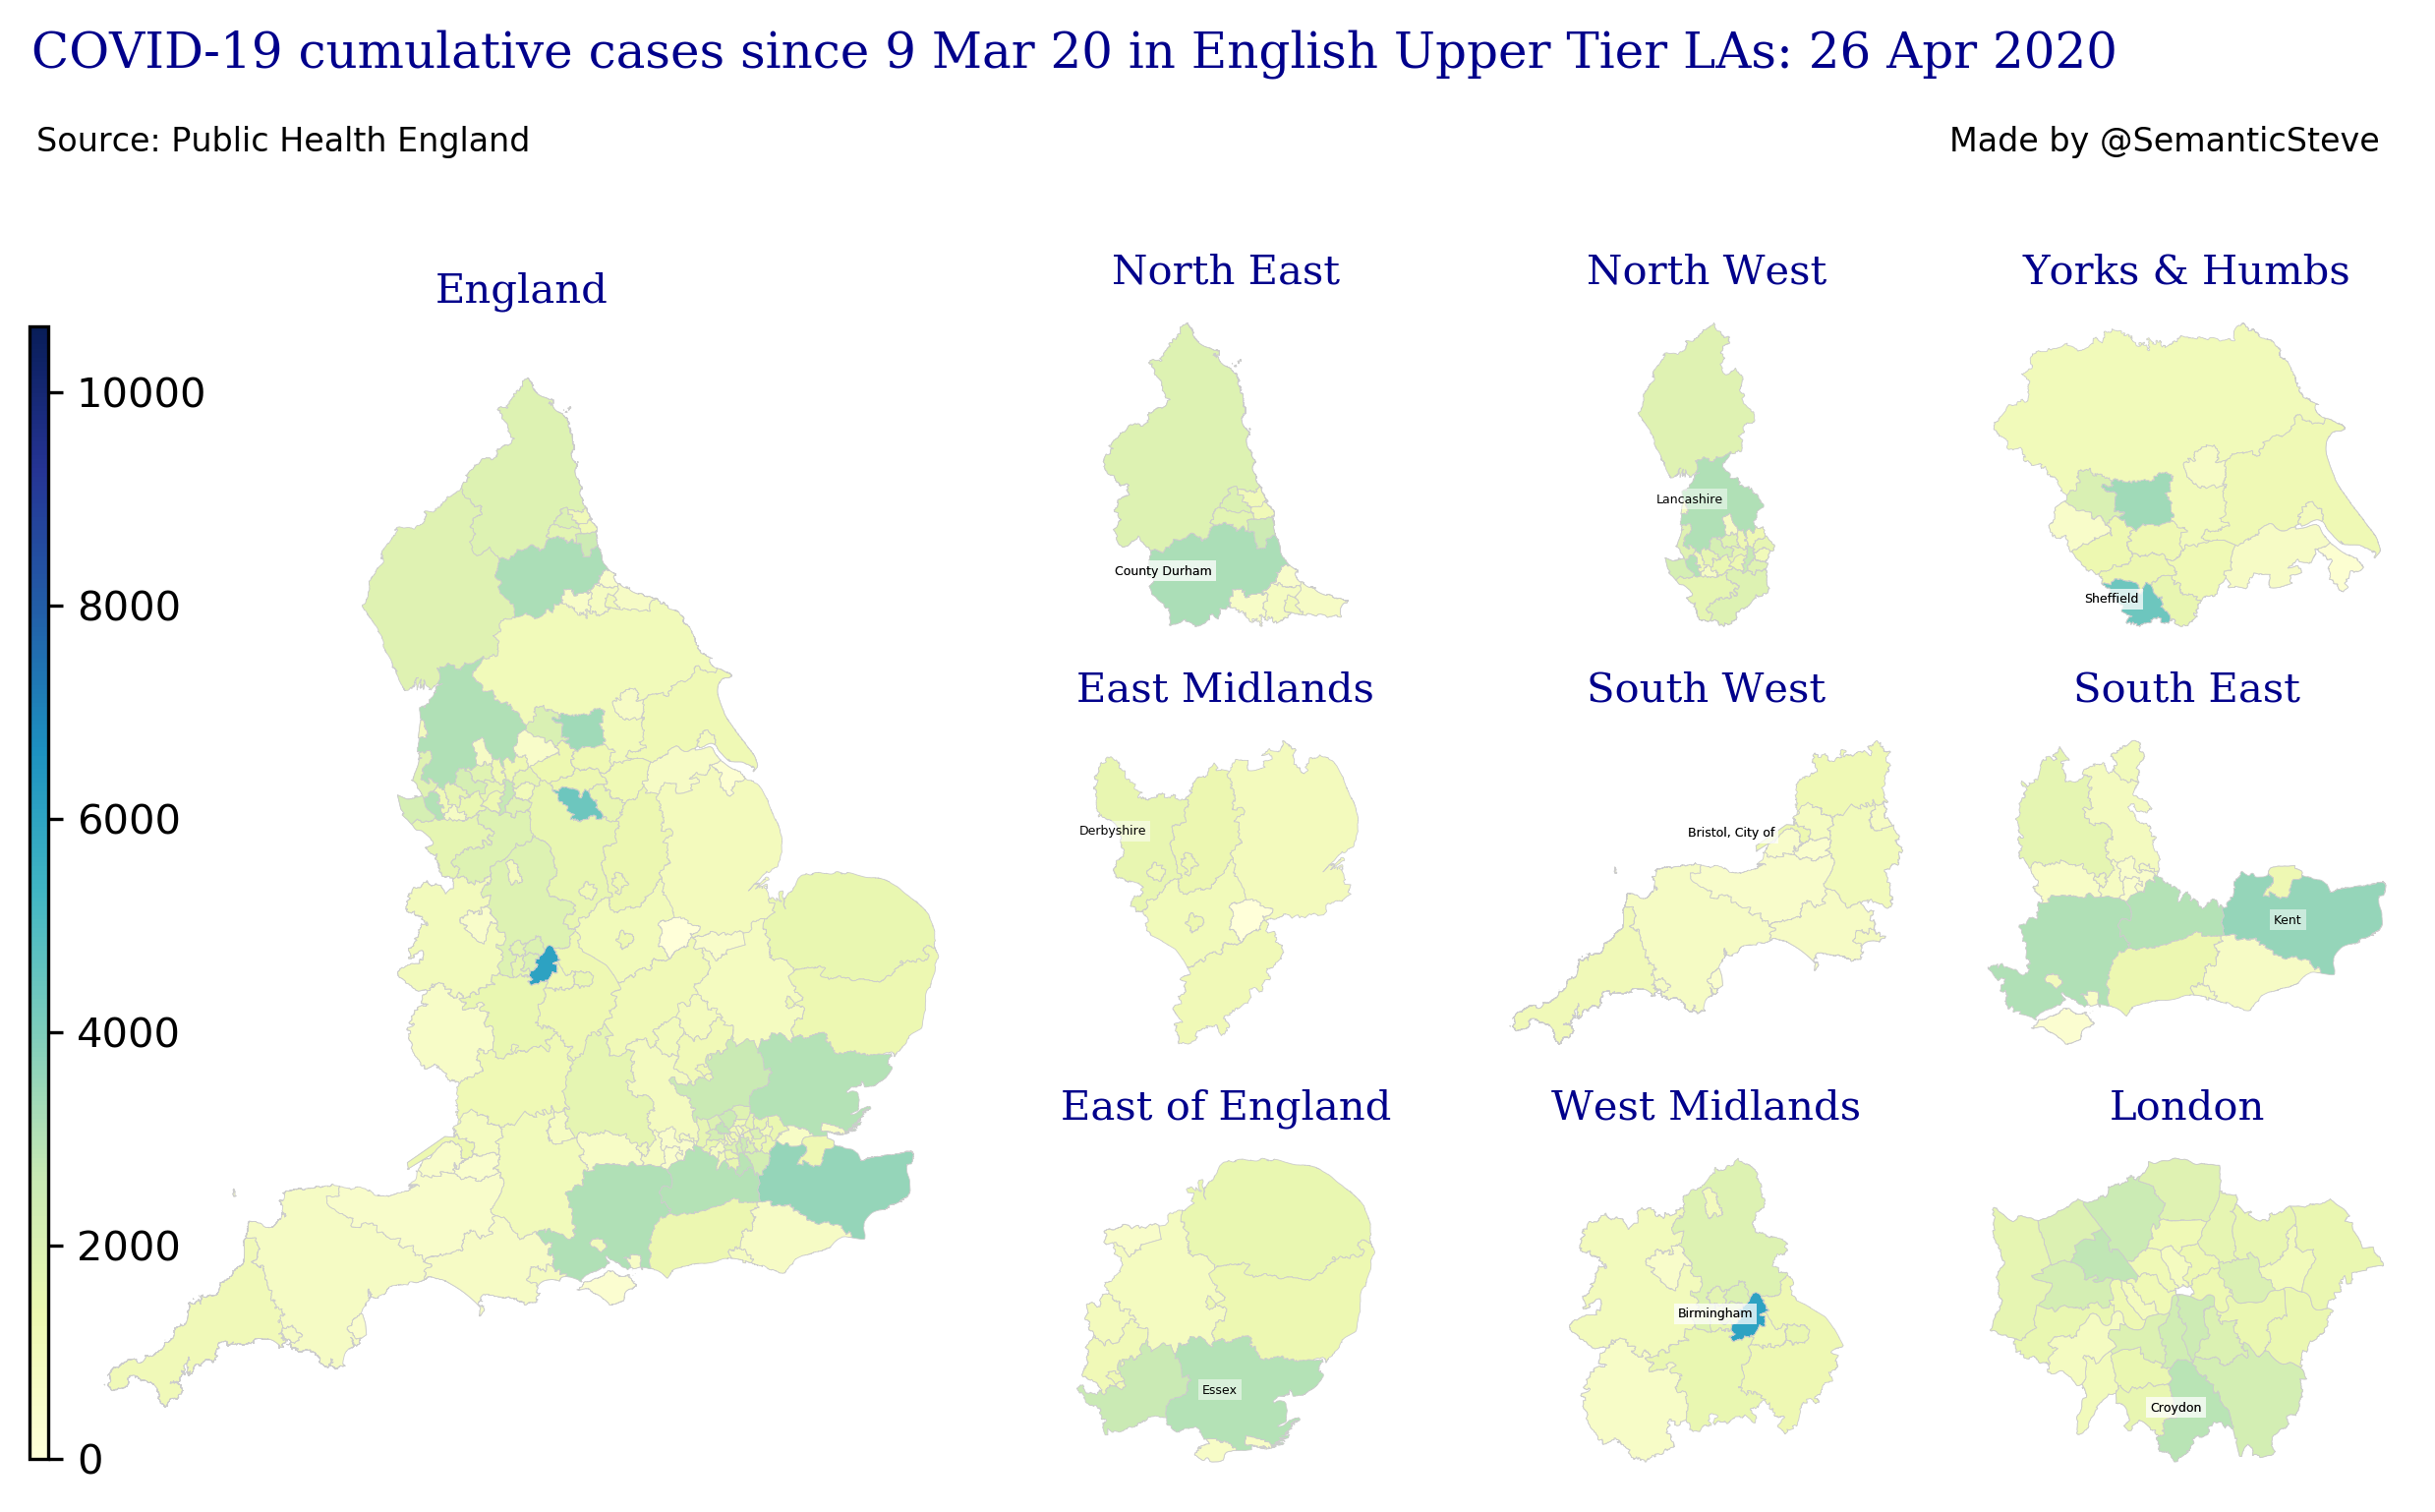 COVID-19 cumulative cases since 9 Mar 20 in English Upper Tier LAs: 26 Apr 2020
Source: Public Health England
Made by @SemanticSteve
England
10000
8000
6000
4000
2000
0
North East
County Durham
North West
Lancashire
Yorks & Humbs
Sheffield
East Midlands
Derbyshire
South West
Bristol, City of
South East
Kent
East of England
Essex
West Midlands
Birmingham
London
Croydon